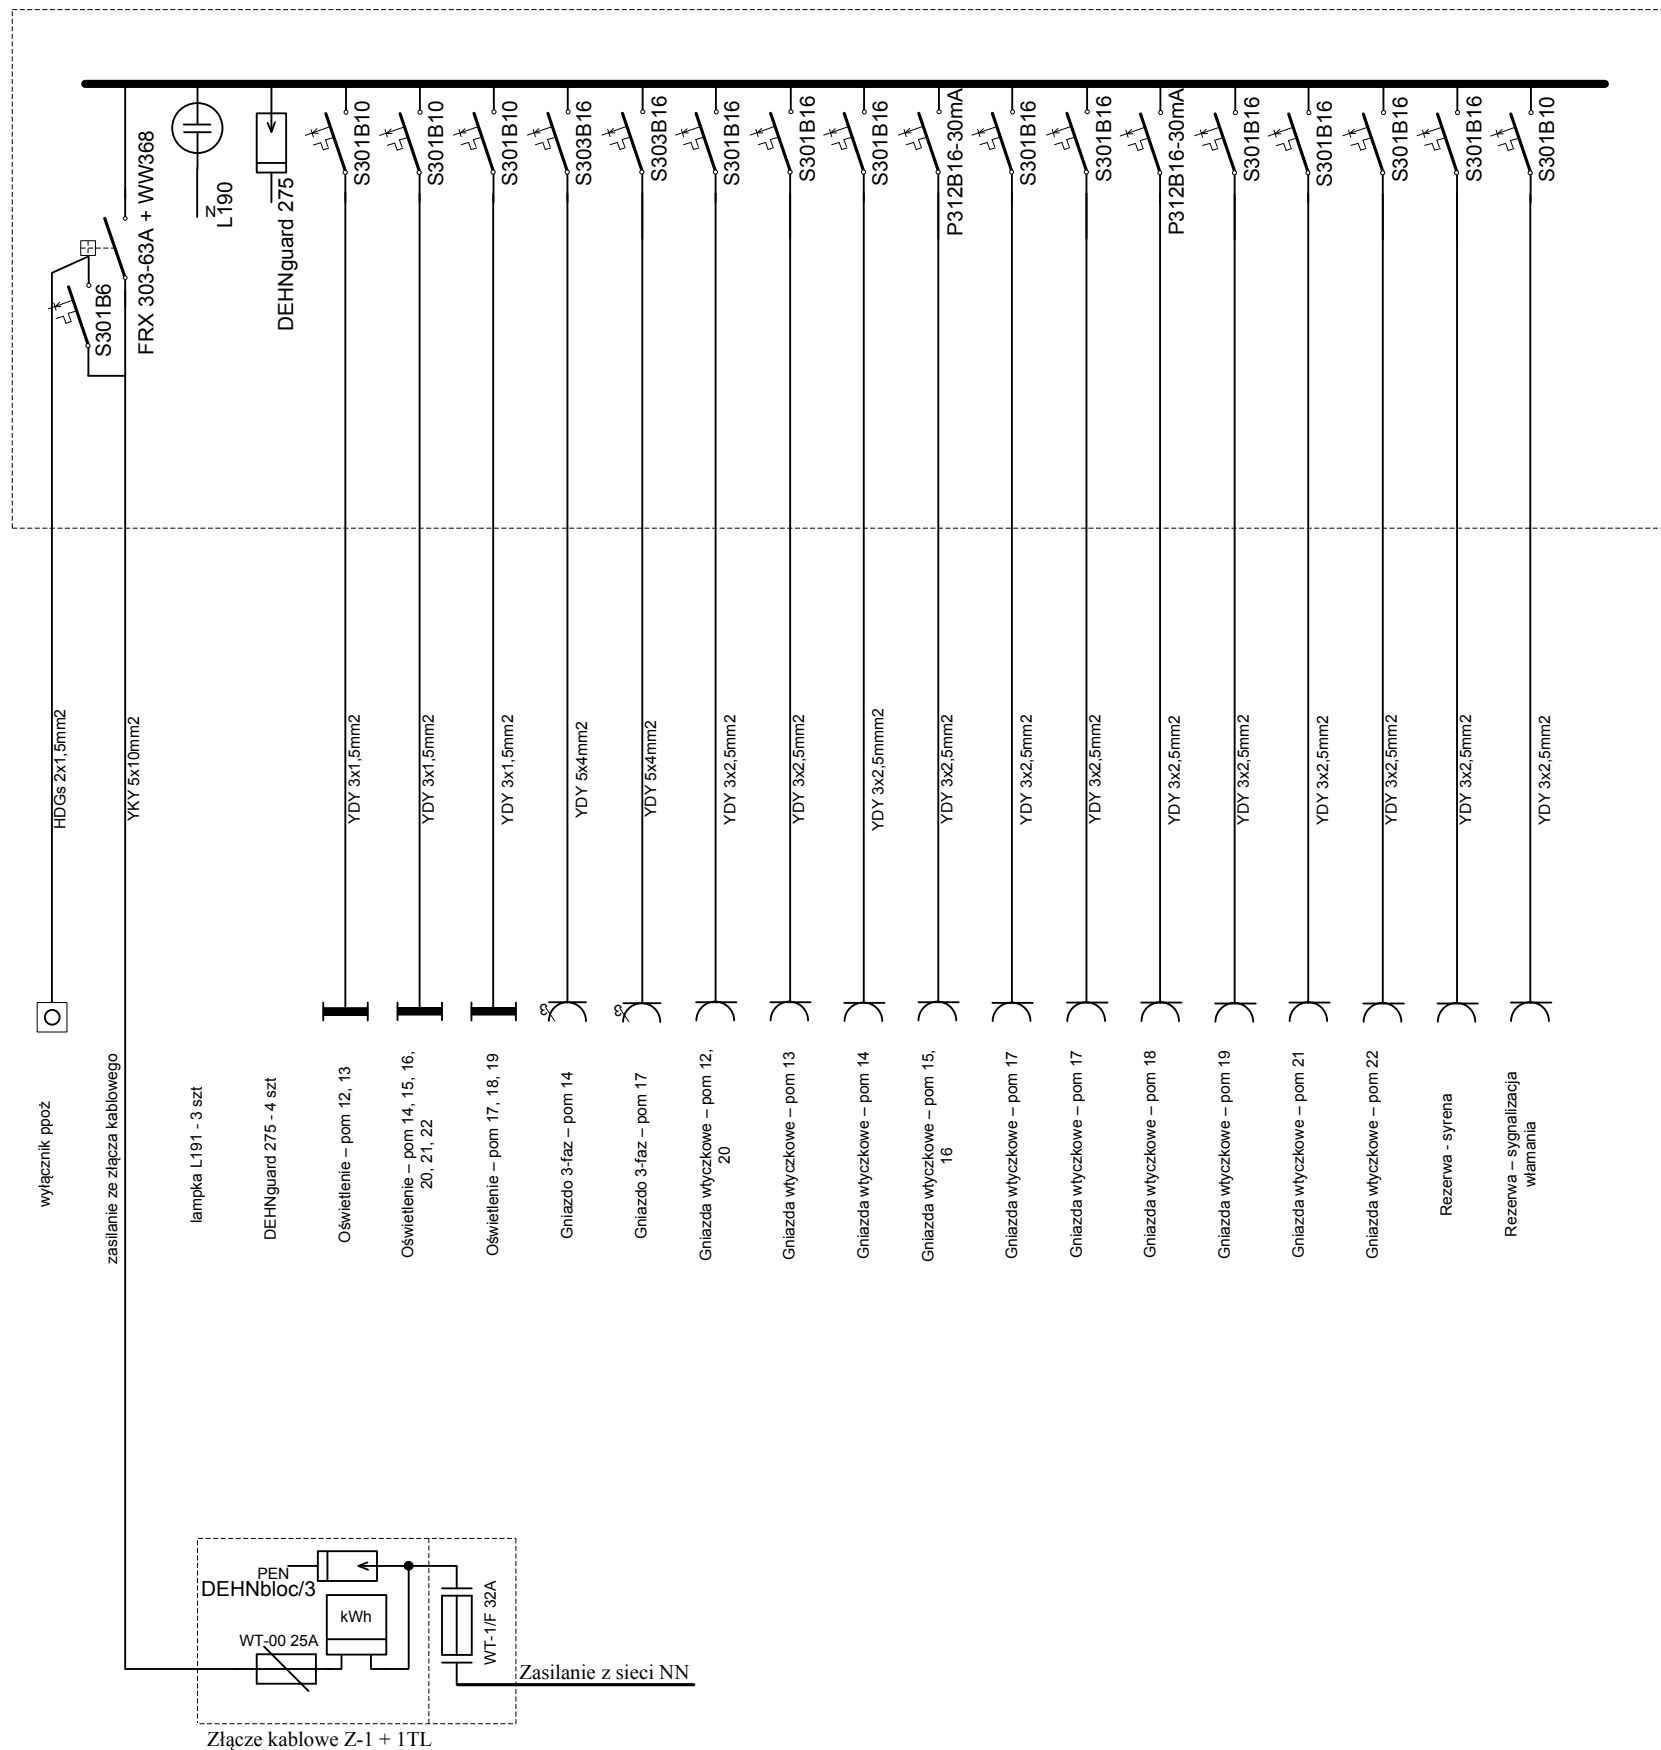 FRX 303-63A + WW368
S301B6
N
L190
DEHNguard 275
S301B10
S301B10
S301B10
S303B16
S303B16
S301B16
S301B16
S301B16
P312B16-30mA
S301B16
S301B16
P312B16-30mA
S301B16
S301B16
S301B16
S301B16
S301B10
HDGs 2x1,5mm2
YKY 5x10mm2
YDY 3x1,5mm2
YDY 3x1,5mm2
YDY 3x1,5mm2
YDY 5x4mm2
YDY 5x4mm2
YDY 3x2,5mm2
YDY 3x2,5mm2
YDY 3x2,5mmm2
YDY 3x2,5mm2
YDY 3x2,5mm2
YDY 3x2,5mm2
YDY 3x2,5mm2
YDY 3x2,5mm2
YDY 3x2,5mm2
YDY 3x2,5mm2
YDY 3x2,5mm2
YDY 3x2,5mm2
3
3
wyłącznik ppoż
zasilanie ze złącza kablowego
lampka L191 - 3 szt
DEHNguard 275 - 4 szt
Oświetlenie – pom 12, 13
Oświetlenie – pom 14, 15, 16,
20, 21, 22
Oświetlenie – pom 17, 18, 19
Gniazdo 3-faz – pom 14
Gniazdo 3-faz – pom 17
Gniazda wtyczkowe – pom 12,
20
Gniazda wtyczkowe – pom 13
Gniazda wtyczkowe – pom 14
Gniazda wtyczkowe – pom 15,
16
Gniazda wtyczkowe – pom 17
Gniazda wtyczkowe – pom 17
Gniazda wtyczkowe – pom 18
Gniazda wtyczkowe – pom 19
Gniazda wtyczkowe – pom 21
Gniazda wtyczkowe – pom 22
Rezerwa - syrena
Rezerwa – sygnalizacja
włamania
PEN
DEHNbloc/3
kWh
WT-00 25A
WT-1/F 32A
Zasilanie z sieci NN
Złącze kablowe Z-1 + 1TL